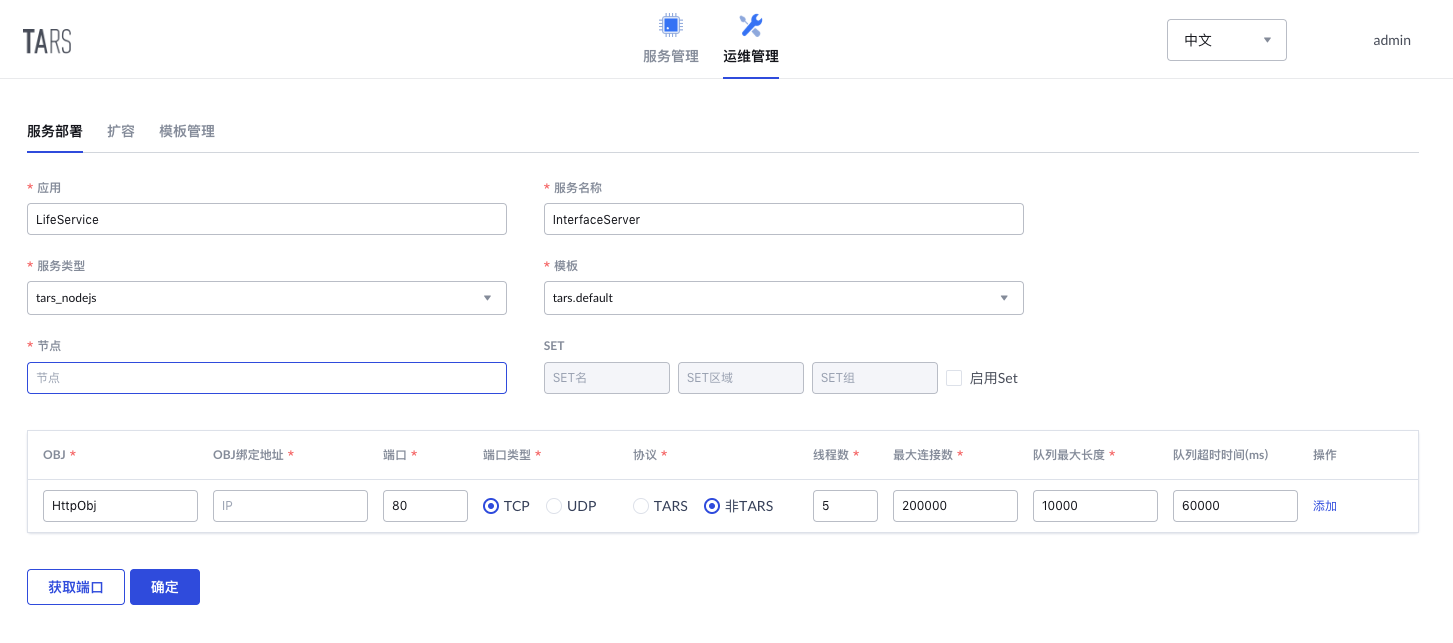 TARS
服务管理
运维管理
中文
admin
服务部署 扩容 模板管理
* 应用 * 服务名称
LifeService InterfaceServer
* 服务类型 * 模板
tars_nodejs tars.default
* 节点 SET
节点 SET名 SET区域 SET组 启用Set
OBJ * OBJ绑定地址 * 端口 * 端口类型 * 协议 * 线程数 * 最大连接数 * 队列最大长度 * 队列超时时间(ms) 操作
HttpObj IP 80 TCP UDP TARS 非TARS 5 200000 10000 60000 添加
获取端口 确定